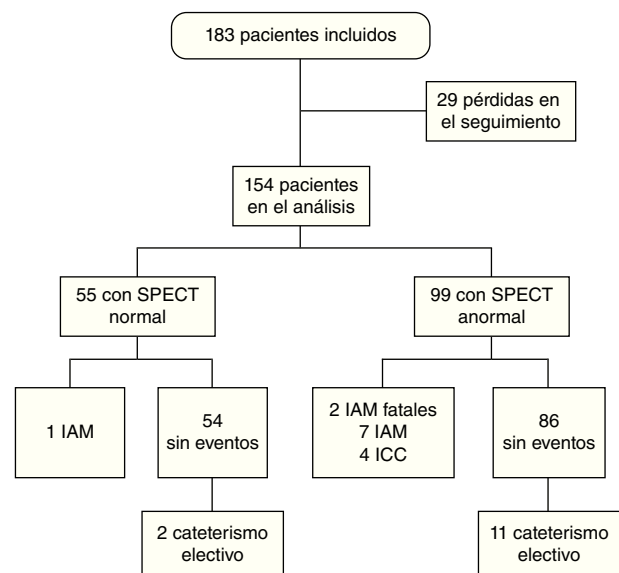 183 pacientes incluidos
29 pérdidas en
el seguimiento
154 pacientes
en el análisis
55 con SPECT
normal
99 con SPECT
anormal
1 IAM
54
sin eventos
2 IAM fatales
7 IAM
4 ICC
86
sin eventos
2 cateterismo
electivo
11 cateterismo
electivo